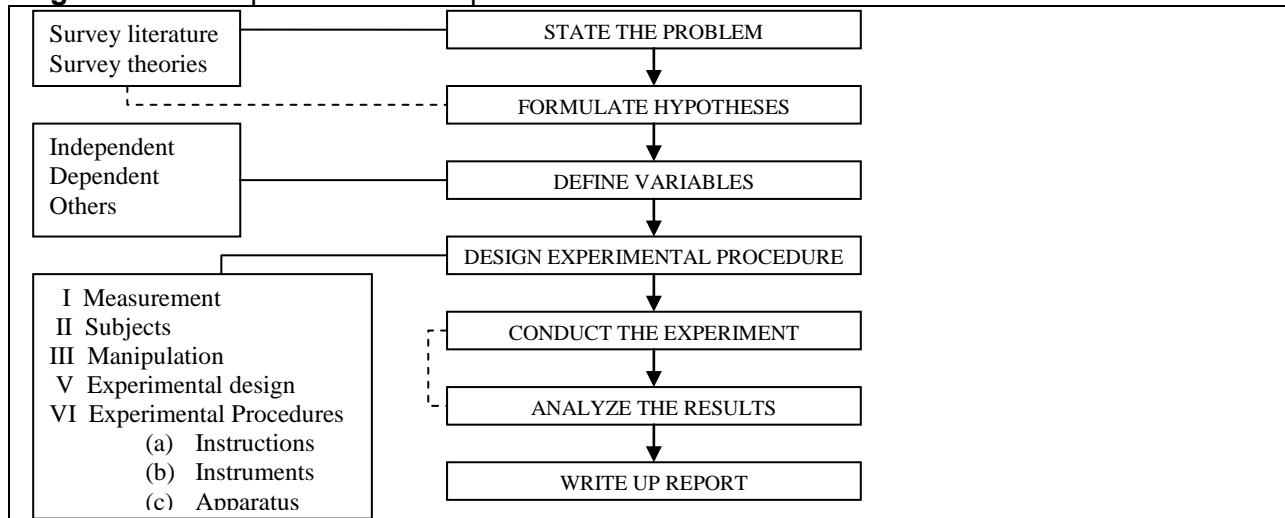 Survey literature
Survey theories
STATE THE PROBLEM
FORMULATE HYPOTHESES
Independent
Dependent
Others
DEFINE VARIABLES
DESIGN EXPERIMENTAL PROCEDURE
I Measurement
II Subjects
III Manipulation
V Experimental design
VI Experimental Procedures
(a) Instructions
(b) Instruments
(c) Apparatus
CONDUCT THE EXPERIMENT
ANALYZE THE RESULTS
WRITE UP REPORT